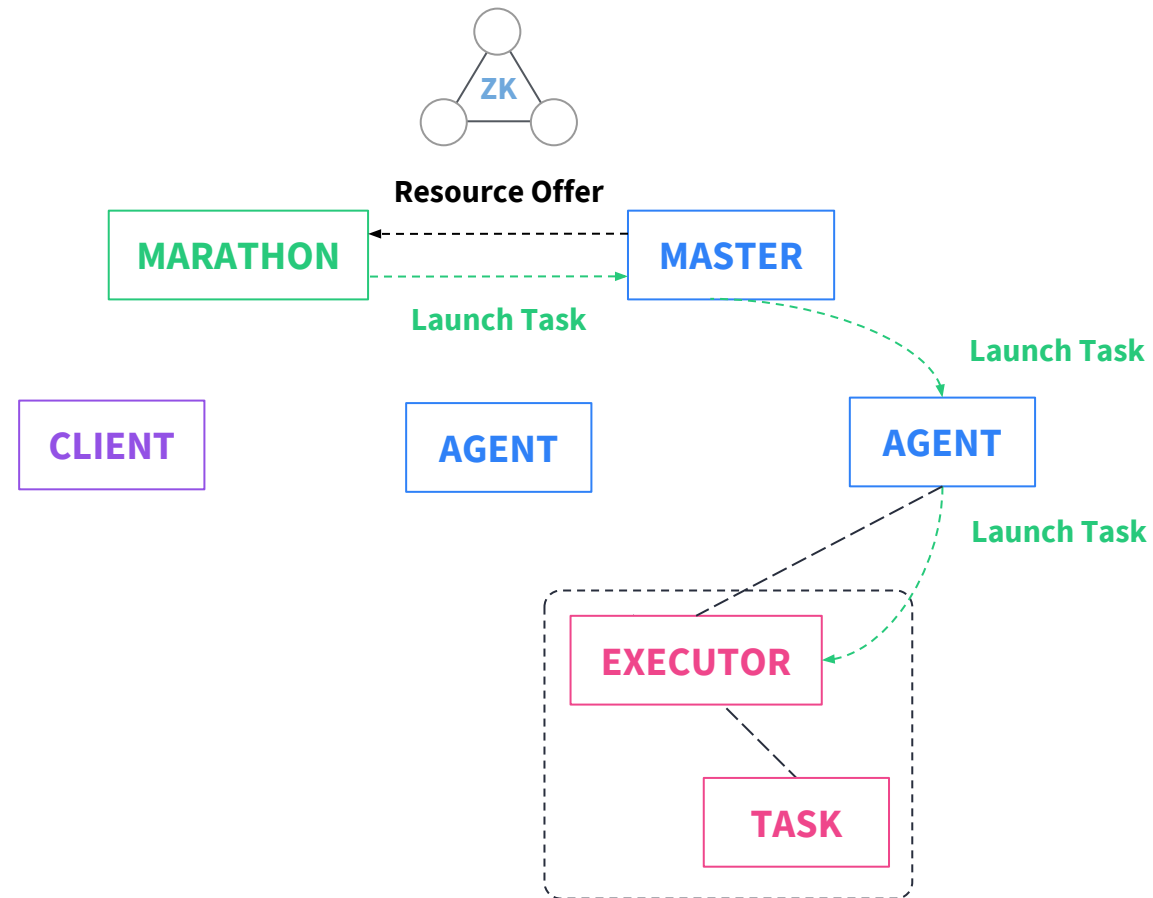 ZK
Resource Offer
MARATHON
MASTER
Launch Task
Launch Task
CLIENT
AGENT
AGENT
Launch Task
EXECUTOR
TASK